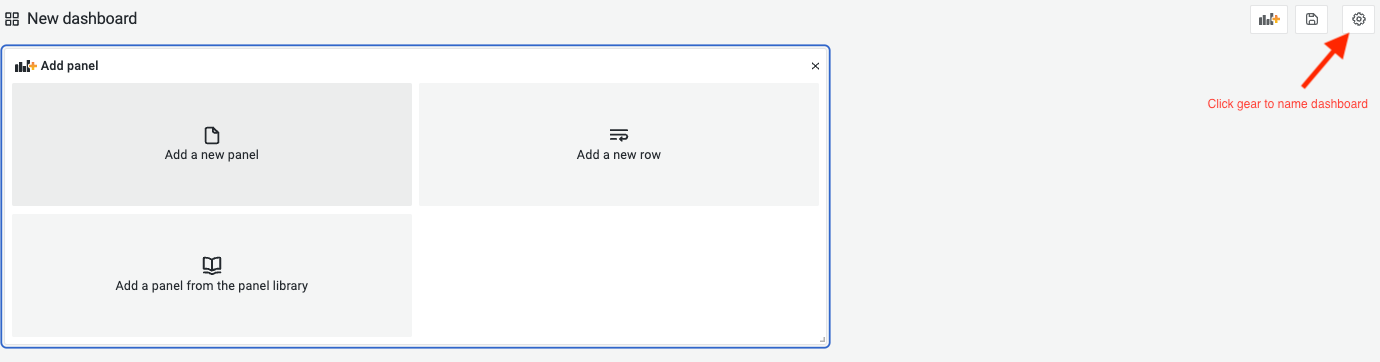 New dashboard
Add panel
Click gear to name dashboard
Add a new panel
Add a new row
Add a panel from the panel library